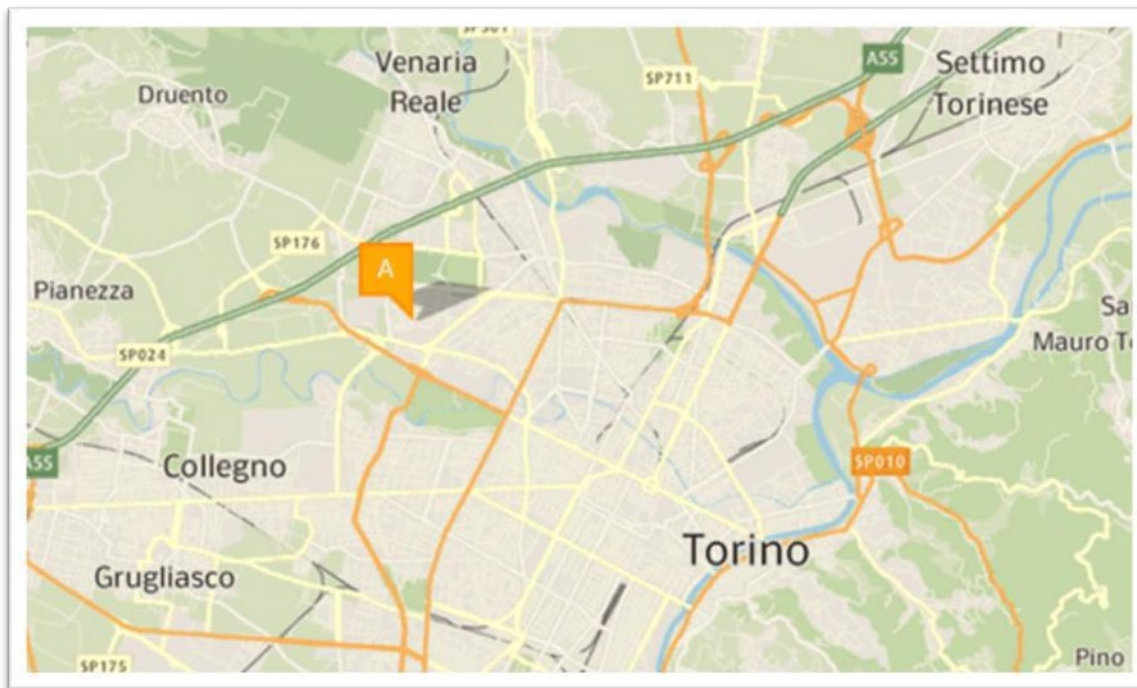 Venaria
Reale
Druento
SP711
A55
Settimo
Torinese
SP176
A
Pianezza
SP024
Mauro
A55
Collegno
SP010
Torino
Grugliasco
SP175
Pino